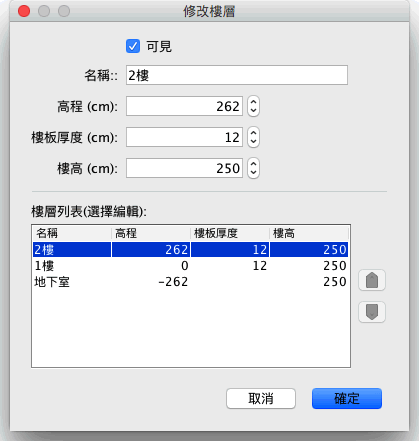 修改樓層
可見
名稱:: 2樓
高程 (cm): 262
樓板厚度 (cm): 12
樓高 (cm): 250
樓層列表(選擇編輯):
名稱 高程 樓板厚度 樓高
2樓 262 12 250
1樓 0 12 250
地下室 -262 250
取消 確定